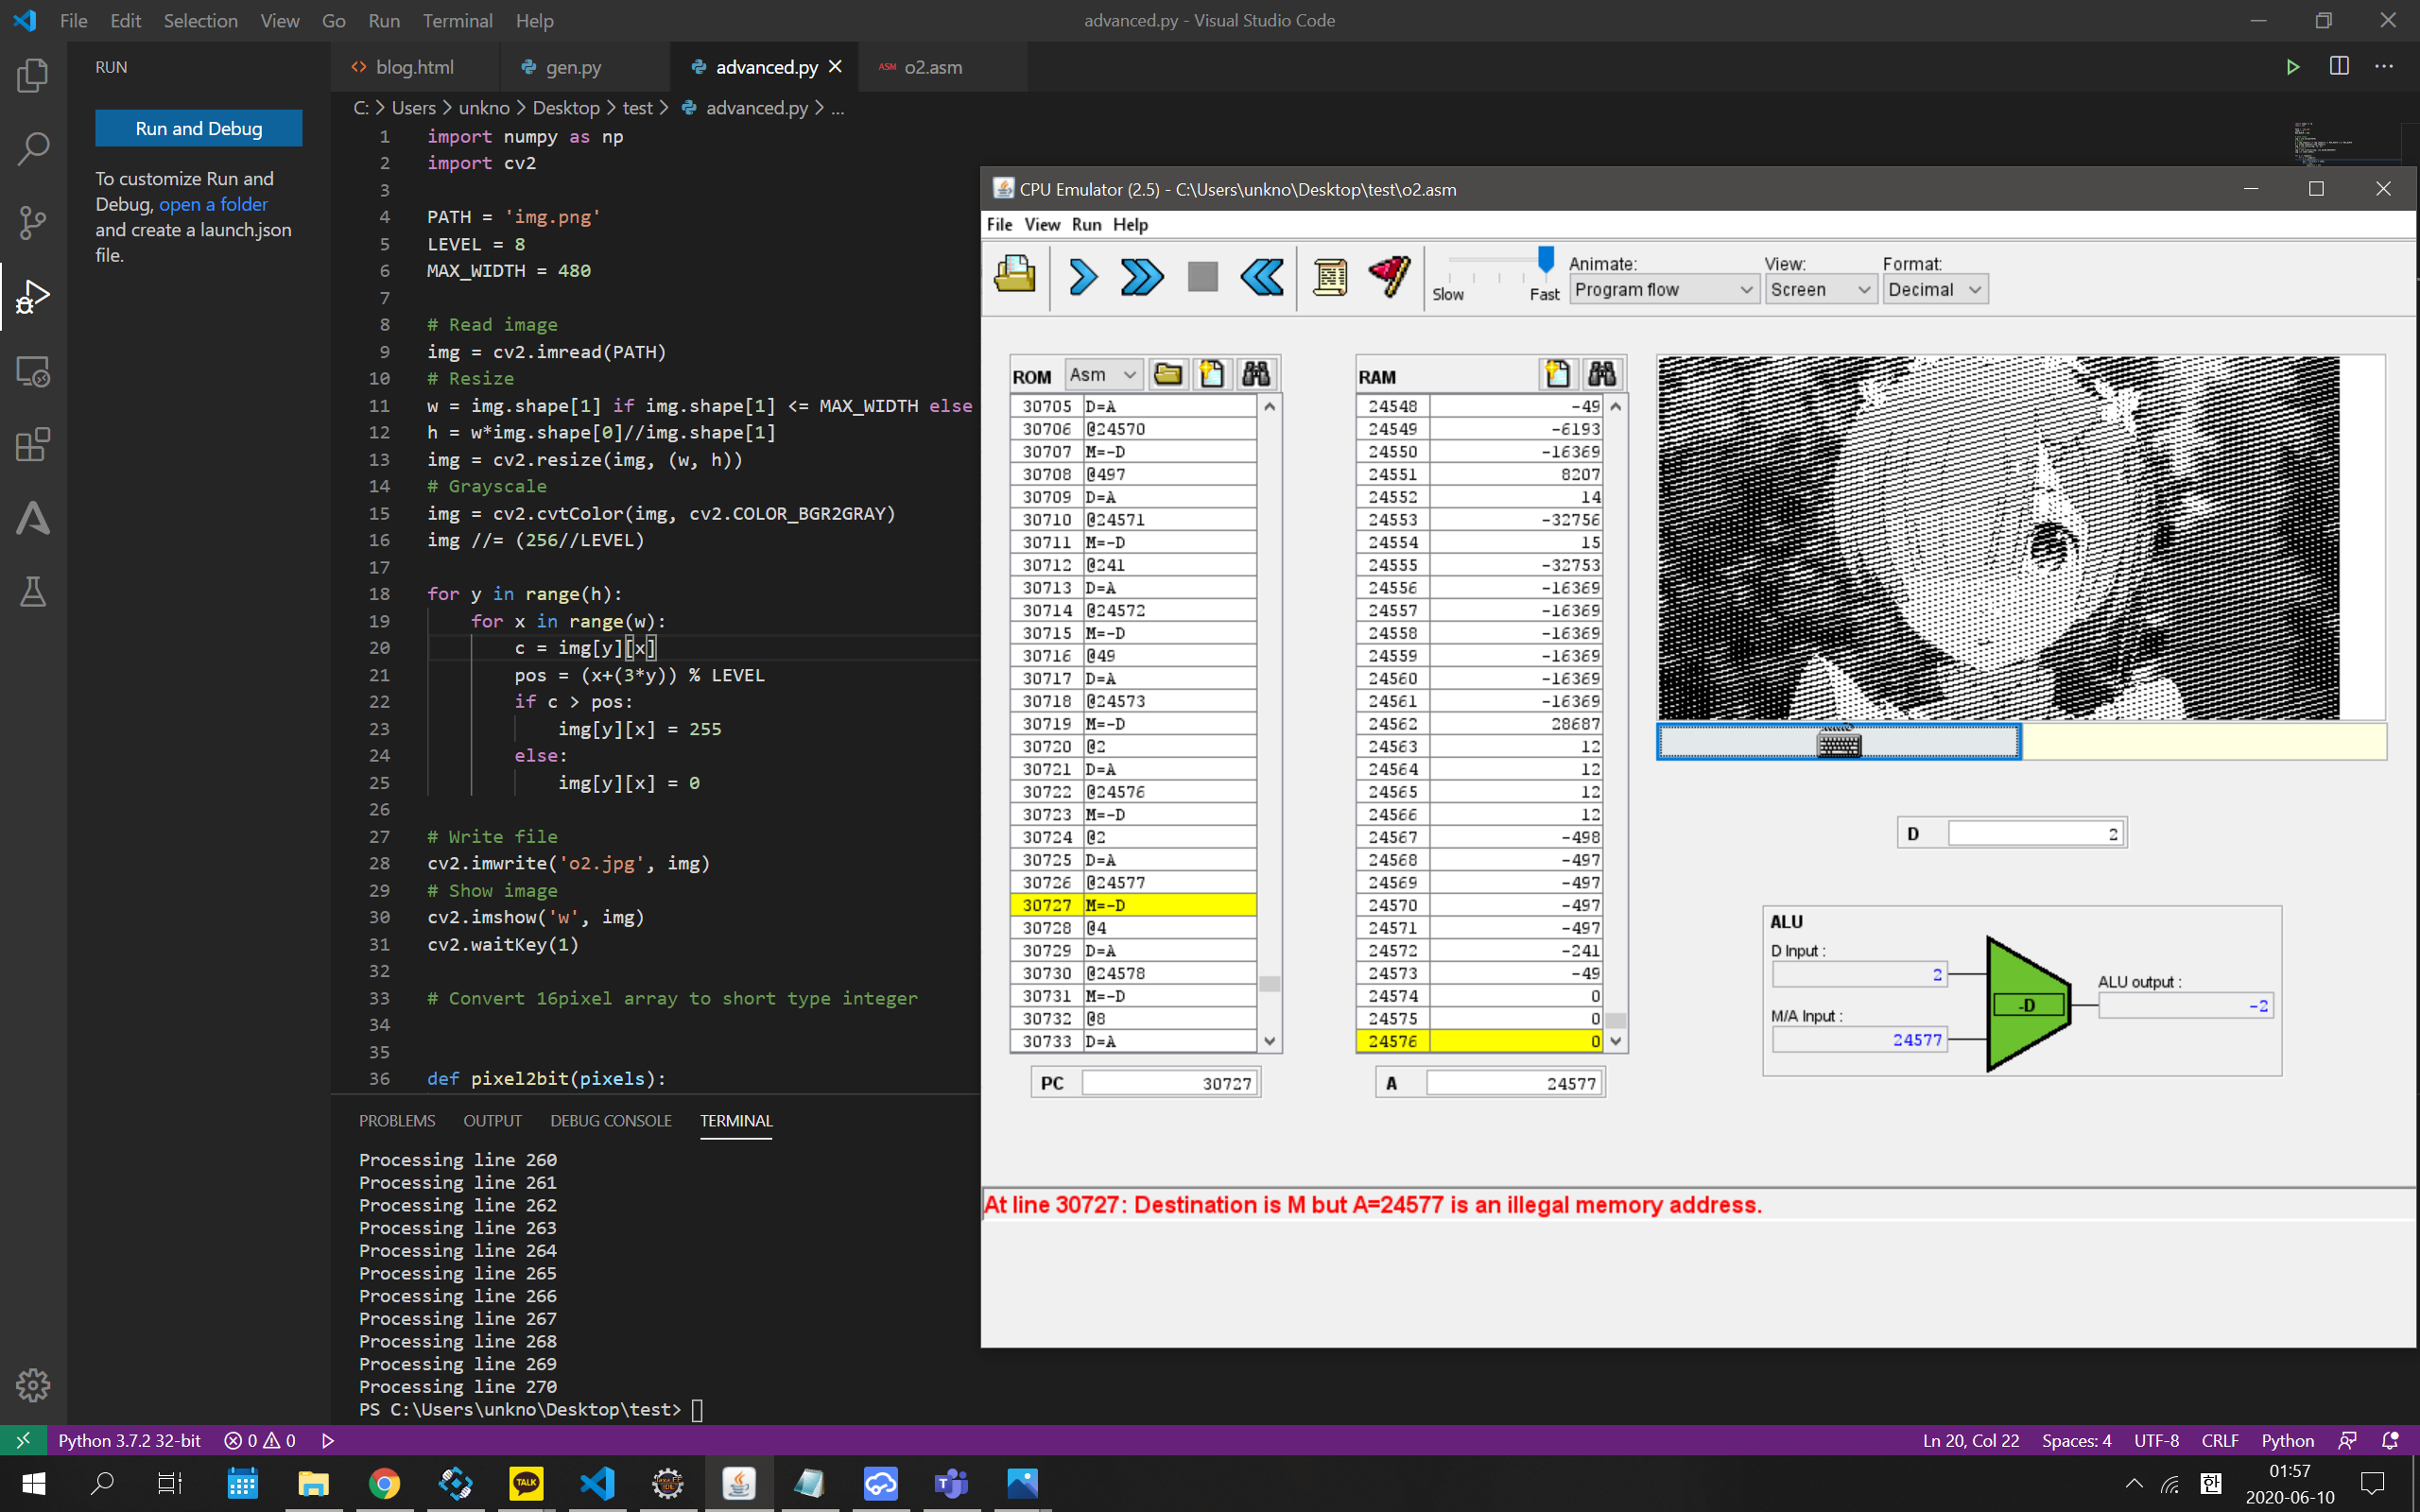 File Edit Selection View Go Run Terminal Help
advanced.py - Visual Studio Code
RUN
Run and Debug
To customize Run and
Debug, open a folder
and create a launch.json
file.
blog.html
gen.py
advanced.py
ASM o2.asm
C: > Users > unkno > Desktop > test > advanced.py > ...
1 import numpy as np
2 import cv2
3
4 PATH = 'img.png'
5 LEVEL = 8
6 MAX_WIDTH = 480
7
8 # Read image
9 img = cv2.imread(PATH)
10 # Resize
11 w = img.shape[1] if img.shape[1] <= MAX_WIDTH else
12 h = w*img.shape[0]//img.shape[1]
13 img = cv2.resize(img, (w, h))
14 # Grayscale
15 img = cv2.cvtColor(img, cv2.COLOR_BGR2GRAY)
16 img //= (256//LEVEL)
17
18 for y in range(h):
19 for x in range(w):
20 c = img[y][x]
21 pos = (x+(3*y)) % LEVEL
22 if c > pos:
23 img[y][x] = 255
24 else:
25 img[y][x] = 0
26
27 # Write file
28 cv2.imwrite('o2.jpg', img)
29 # Show image
30 cv2.imshow('w', img)
31 cv2.waitKey(1)
32
33 # Convert 16pixel array to short type integer
34
35
36 def pixel2bit(pixels):
PROBLEMS OUTPUT DEBUG CONSOLE TERMINAL
Processing line 260
Processing line 261
Processing line 262
Processing line 263
Processing line 264
Processing line 265
Processing line 266
Processing line 267
Processing line 268
Processing line 269
Processing line 270
PS C:\Users\unkno\Desktop\test>
CPU Emulator (2.5) - C:\Users\unkno\Desktop\test\o2.asm
File View Run Help
Slow Fast
Animate:
Program flow
View:
Screen
Format:
Decimal
ROM Asm
30705 D=A
30706 @24570
30707 M=-D
30708 @497
30709 D=A
30710 @24571
30711 M=-D
30712 @241
30713 D=A
30714 @24572
30715 M=-D
30716 @49
30717 D=A
30718 @24573
30719 M=-D
30720 @2
30721 D=A
30722 @24576
30723 M=-D
30724 @2
30725 D=A
30726 @24577
30727 M=-D
30728 @4
30729 D=A
30730 @24578
30731 M=-D
30732 @8
30733 D=A
PC 30727
RAM
24548 -49
24549 -6193
24550 -16369
24551 8207
24552 14
24553 -32756
24554 15
24555 -32753
24556 -16369
24557 -16369
24558 -16369
24559 -16369
24560 -16369
24561 -16369
24562 28687
24563 12
24564 12
24565 12
24566 12
24567 -498
24568 -497
24569 -497
24570 -497
24571 -497
24572 -241
24573 -49
24574 0
24575 0
24576 0
A 24577
D 2
ALU
D Input :
2
M/A Input :
24577
-D
ALU output :
-2
At line 30727: Destination is M but A=24577 is an illegal memory address.
Python 3.7.2 32-bit 0 0
Ln 20, Col 22 Spaces: 4 UTF-8 CRLF Python
TALK
한
01:57
2020-06-10